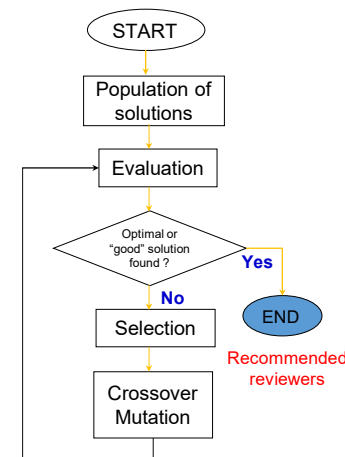 START
Population of
solutions
Evaluation
Optimal or
“good” solution
found ?
Yes
No
END
Selection
Recommended
reviewers
Crossover
Mutation